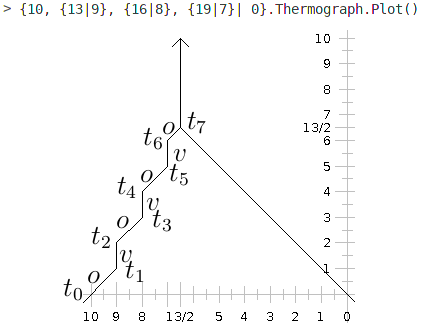 > {10, {13|9}, {16|8}, {19|7}| 0}.Thermograph.Plot()
10
9
8
7
13/2
t7
o
6
t6
v
5
o
t5
4
t4
v
3
o
t3
2
t2
v
1
o
t1
t0
10 9 8 13/2 5 4 3 2 1 0